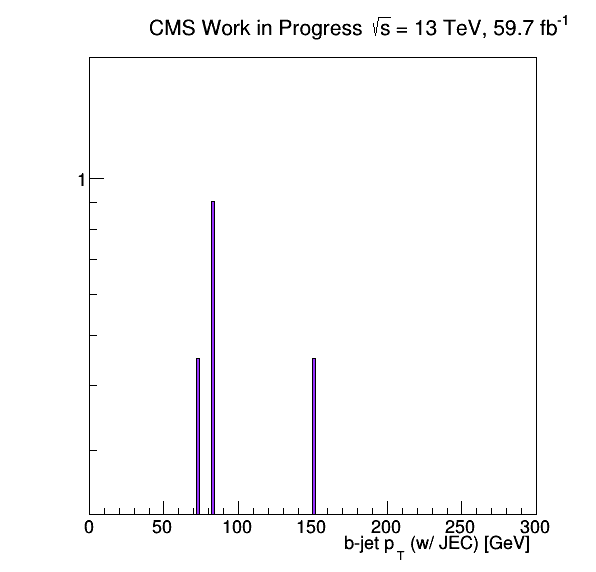 CMS Work in Progress √s = 13 TeV, 59.7 fb⁻¹
1
0 50 100 150 200 250 300
b-jet p_T (w/ JEC) [GeV]